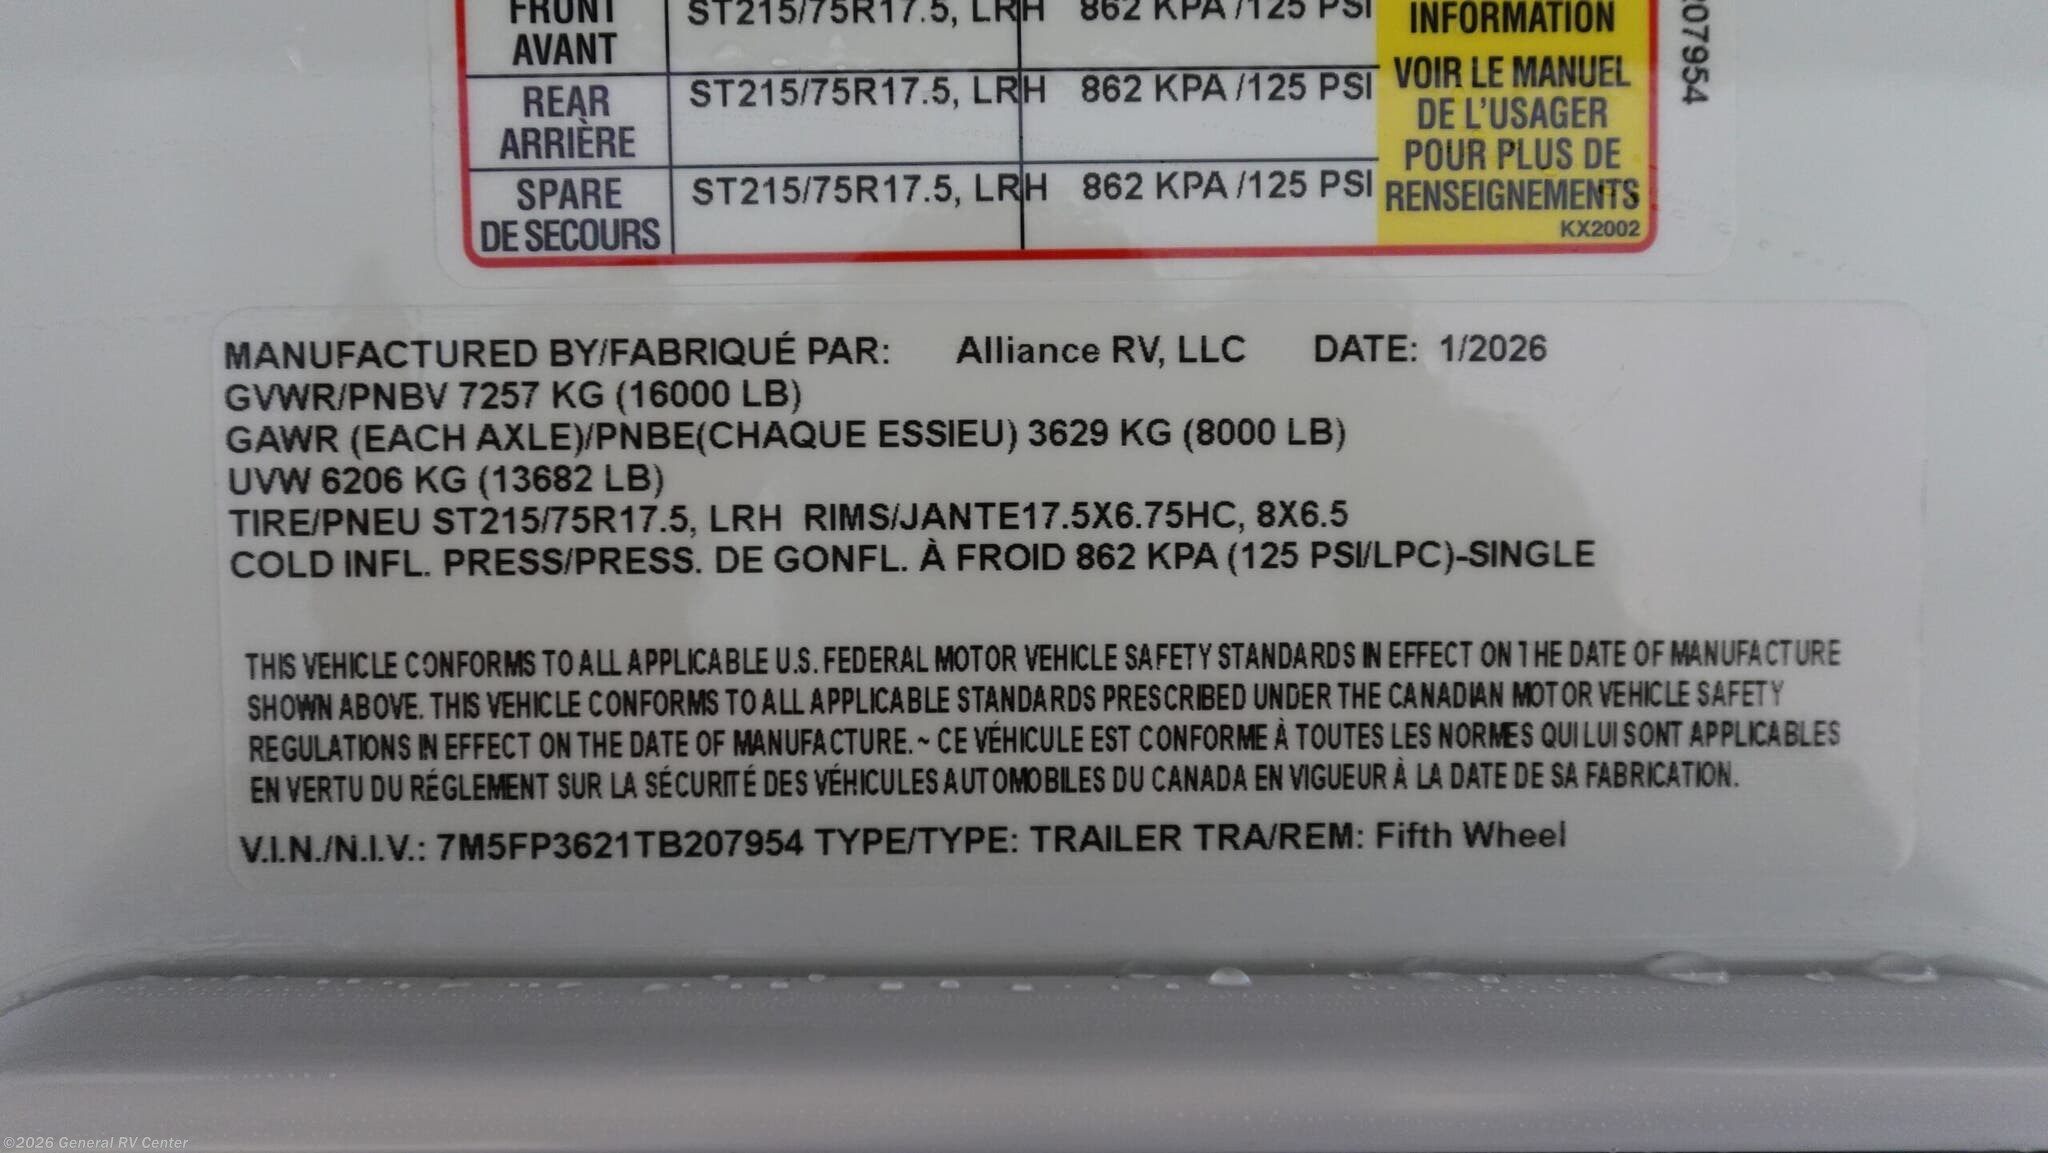 FRONT ST215/75R17.5, LRH 862 KPA /125 PSI INFORMATION
AVANT
REAR ST215/75R17.5, LRH 862 KPA /125 PSI VOIR LE MANUEL
ARRIÈRE DE L'USAGER
POUR PLUS DE
SPARE ST215/75R17.5, LRH 862 KPA /125 PSI RENSEIGNEMENTS
DE SECOURS KX2002
207954
MANUFACTURED BY/FABRIQUÉ PAR: Alliance RV, LLC DATE: 1/2026
GVWR/PNBV 7257 KG (16000 LB)
GAWR (EACH AXLE)/PNBE(CHAQUE ESSIEU) 3629 KG (8000 LB)
UVW 6206 KG (13682 LB)
TIRE/PNEU ST215/75R17.5, LRH RIMS/JANTE17.5X6.75HC, 8X6.5
COLD INFL. PRESS/PRESS. DE GONFL. À FROID 862 KPA (125 PSI/LPC)-SINGLE
THIS VEHICLE CONFORMS TO ALL APPLICABLE U.S. FEDERAL MOTOR VEHICLE SAFETY STANDARDS IN EFFECT ON THE DATE OF MANUFACTURE
SHOWN ABOVE. THIS VEHICLE CONFORMS TO ALL APPLICABLE STANDARDS PRESCRIBED UNDER THE CANADIAN MOTOR VEHICLE SAFETY
REGULATIONS IN EFFECT ON THE DATE OF MANUFACTURE. ~ CE VÉHICULE EST CONFORME À TOUTES LES NORMES QUI LUI SONT APPLICABLES
EN VERTU DU RÉGLEMENT SUR LA SÉCURITÉ DES VÉHICULES AUTOMOBILES DU CANADA EN VIGUEUR À LA DATE DE SA FABRICATION.
V.I.N./N.I.V.: 7M5FP3621TB207954 TYPE/TYPE: TRAILER TRA/REM: Fifth Wheel
©2026 General RV Center